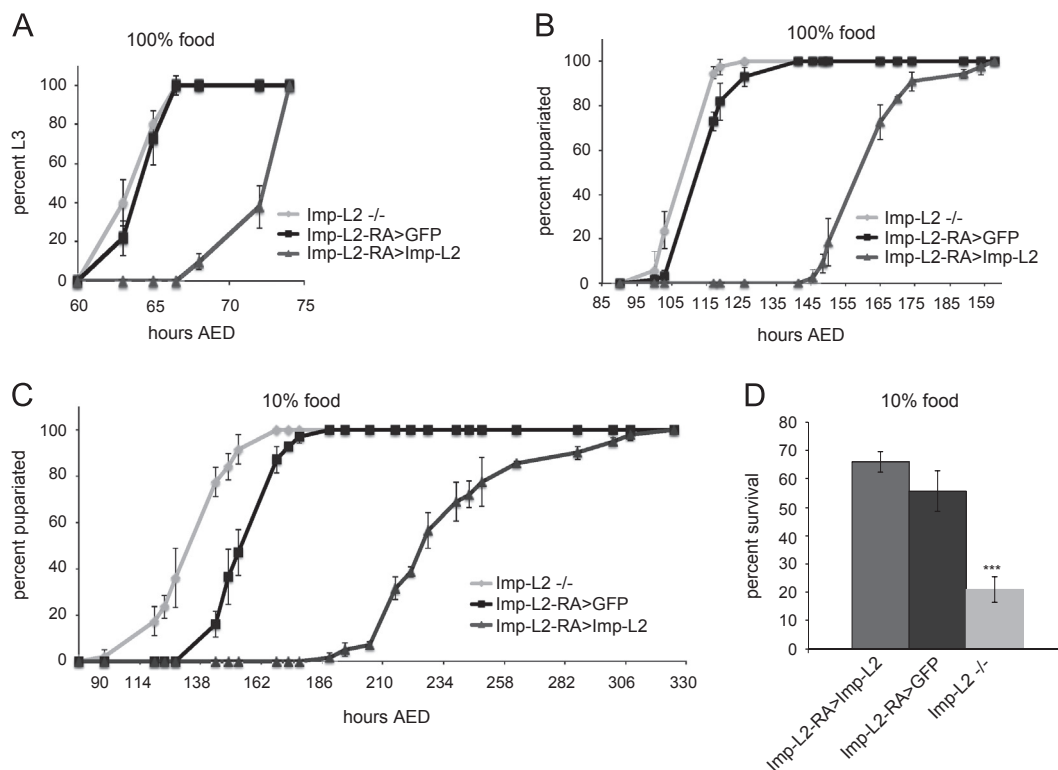 A
100% food
percent L3
100
80
60
40
20
0
60 65 70 75
hours AED
Imp-L2 -/-
Imp-L2-RA>GFP
Imp-L2-RA>Imp-L2
B
100% food
percent pupariated
100
80
60
40
20
0
85 95 105 115 125 135 145 155 165 175 185 159
hours AED
Imp-L2 -/-
Imp-L2-RA>GFP
Imp-L2-RA>Imp-L2
C
10% food
percent pupariated
100
80
60
40
20
0
90 114 138 162 186 210 234 258 282 306 330
hours AED
Imp-L2 -/-
Imp-L2-RA>GFP
Imp-L2-RA>Imp-L2
D
10% food
percent survival
80
70
60
50
40
30
20
10
0
***
Imp-L2-RA>Imp-L2
Imp-L2-RA>GFP
Imp-L2 -/-